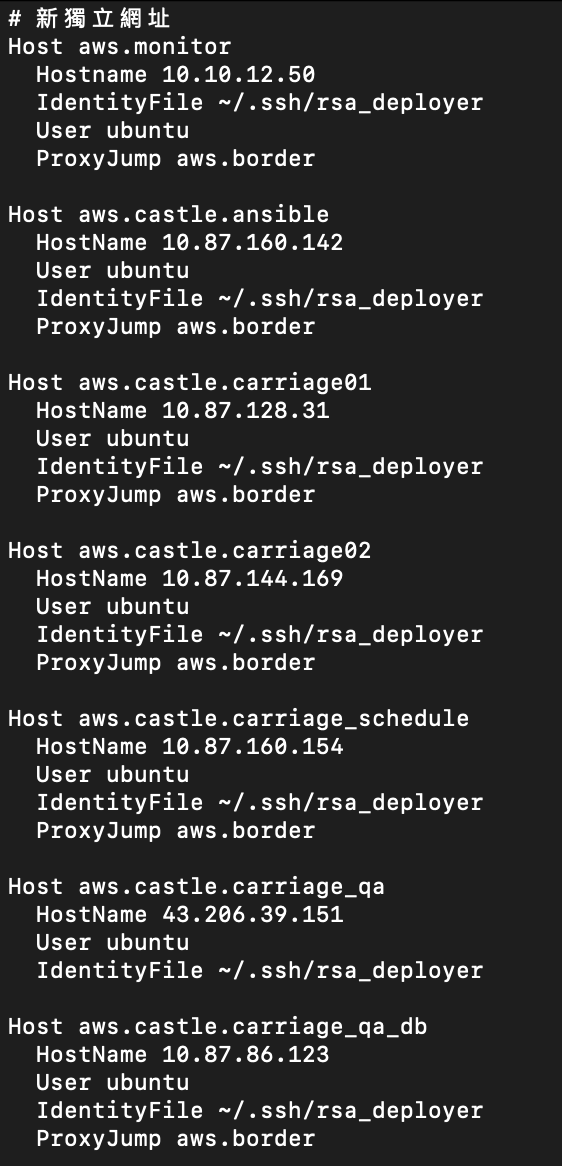 # 新獨立網址
Host aws.monitor
  Hostname 10.10.12.50
  IdentityFile ~/.ssh/rsa_deployer
  User ubuntu
  ProxyJump aws.border

Host aws.castle.ansible
  HostName 10.87.160.142
  User ubuntu
  IdentityFile ~/.ssh/rsa_deployer
  ProxyJump aws.border

Host aws.castle.carriage01
  HostName 10.87.128.31
  User ubuntu
  IdentityFile ~/.ssh/rsa_deployer
  ProxyJump aws.border

Host aws.castle.carriage02
  HostName 10.87.144.169
  User ubuntu
  IdentityFile ~/.ssh/rsa_deployer
  ProxyJump aws.border

Host aws.castle.carriage_schedule
  HostName 10.87.160.154
  User ubuntu
  IdentityFile ~/.ssh/rsa_deployer
  ProxyJump aws.border

Host aws.castle.carriage_qa
  HostName 43.206.39.151
  User ubuntu
  IdentityFile ~/.ssh/rsa_deployer

Host aws.castle.carriage_qa_db
  HostName 10.87.86.123
  User ubuntu
  IdentityFile ~/.ssh/rsa_deployer
  ProxyJump aws.border